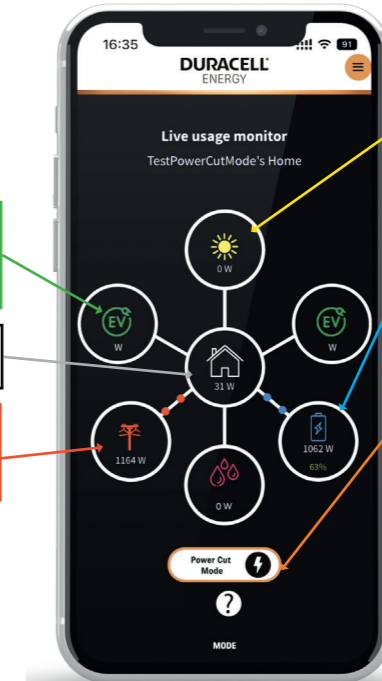 16:35
91
DURACELL
ENERGY
Live usage monitor
TestPowerCutMode's Home
0 W
EV
W
EV
W
31 W
1164 W
1062 W
63%
0 W
Power Cut
Mode
?
MODE